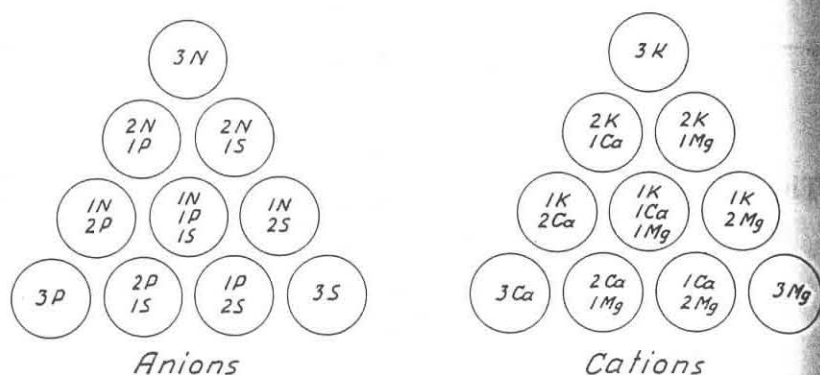 3N
2N
1P
2N
1S
1N
2P
1N
1P
1S
1N
2S
3P
2P
1S
1P
2S
3S
Anions
3K
2K
1Ca
2K
1Mg
1K
2Ca
1K
1Ca
1Mg
1K
2Mg
3Ca
2Ca
1Mg
1Ca
2Mg
3Mg
Cations